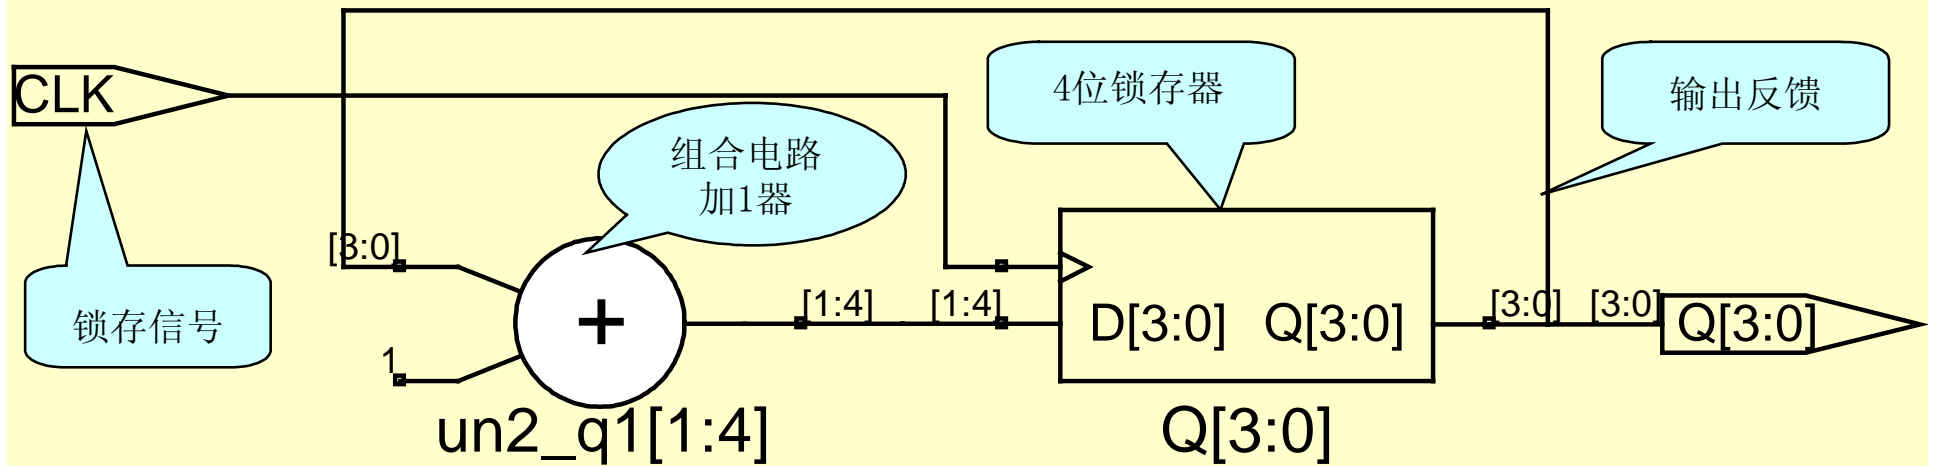 CLK
4位锁存器
输出反馈
组合电路
加1器
[3:0]
锁存信号
+
[1:4]
[1:4]
D[3:0]
Q[3:0]
[3:0]
[3:0]
Q[3:0]
1
un2_q1[1:4]
Q[3:0]